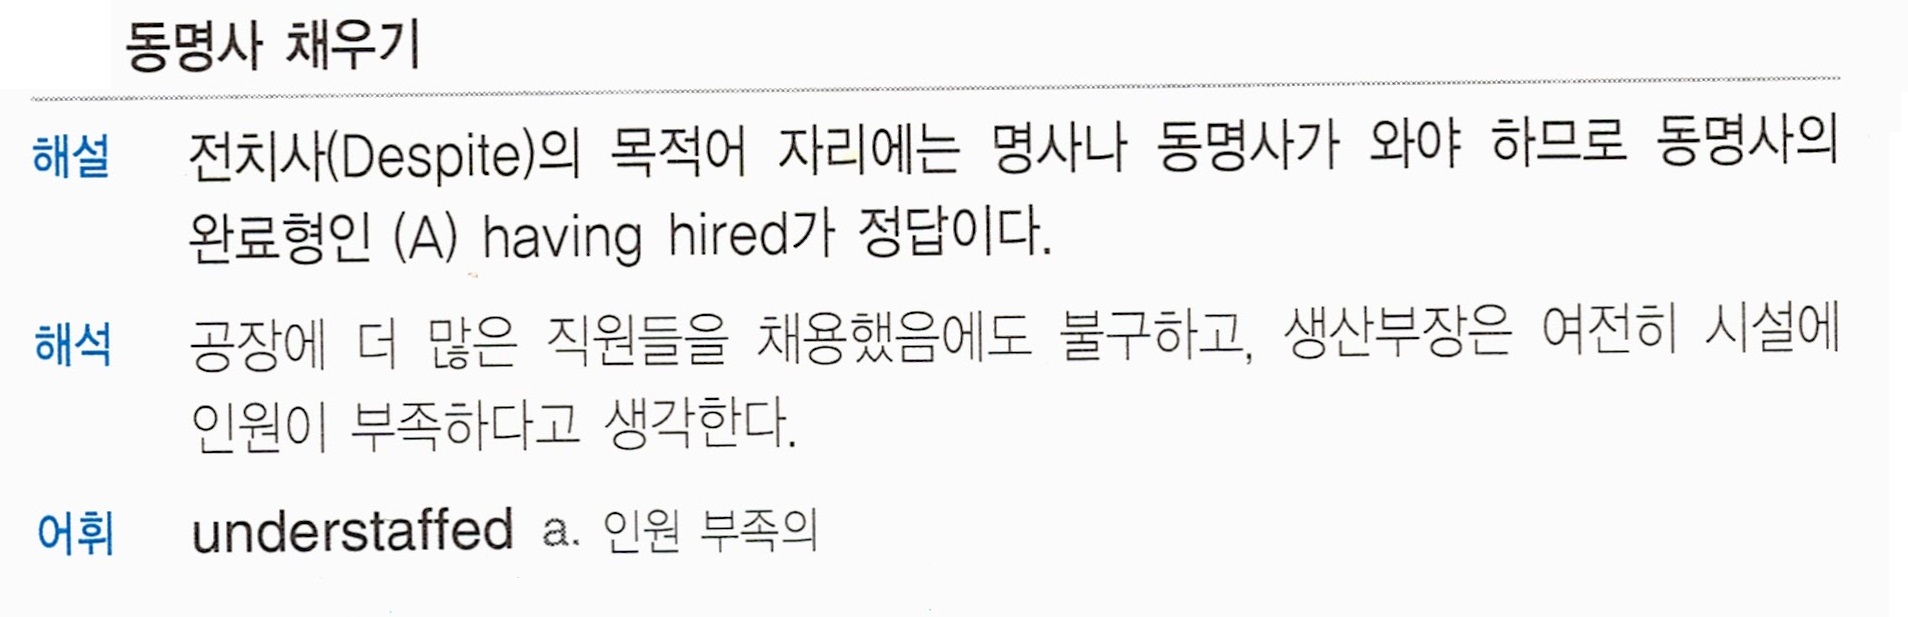 동명사 채우기
해설 전치사(Despite)의 목적어 자리에는 명사나 동명사가 와야 하므로 동명사의
완료형인 (A) having hired가 정답이다.
해석 공장에 더 많은 직원들을 채용했음에도 불구하고, 생산부장은 여전히 시설에
인원이 부족하다고 생각한다.
어휘 understaffed a. 인원 부족의